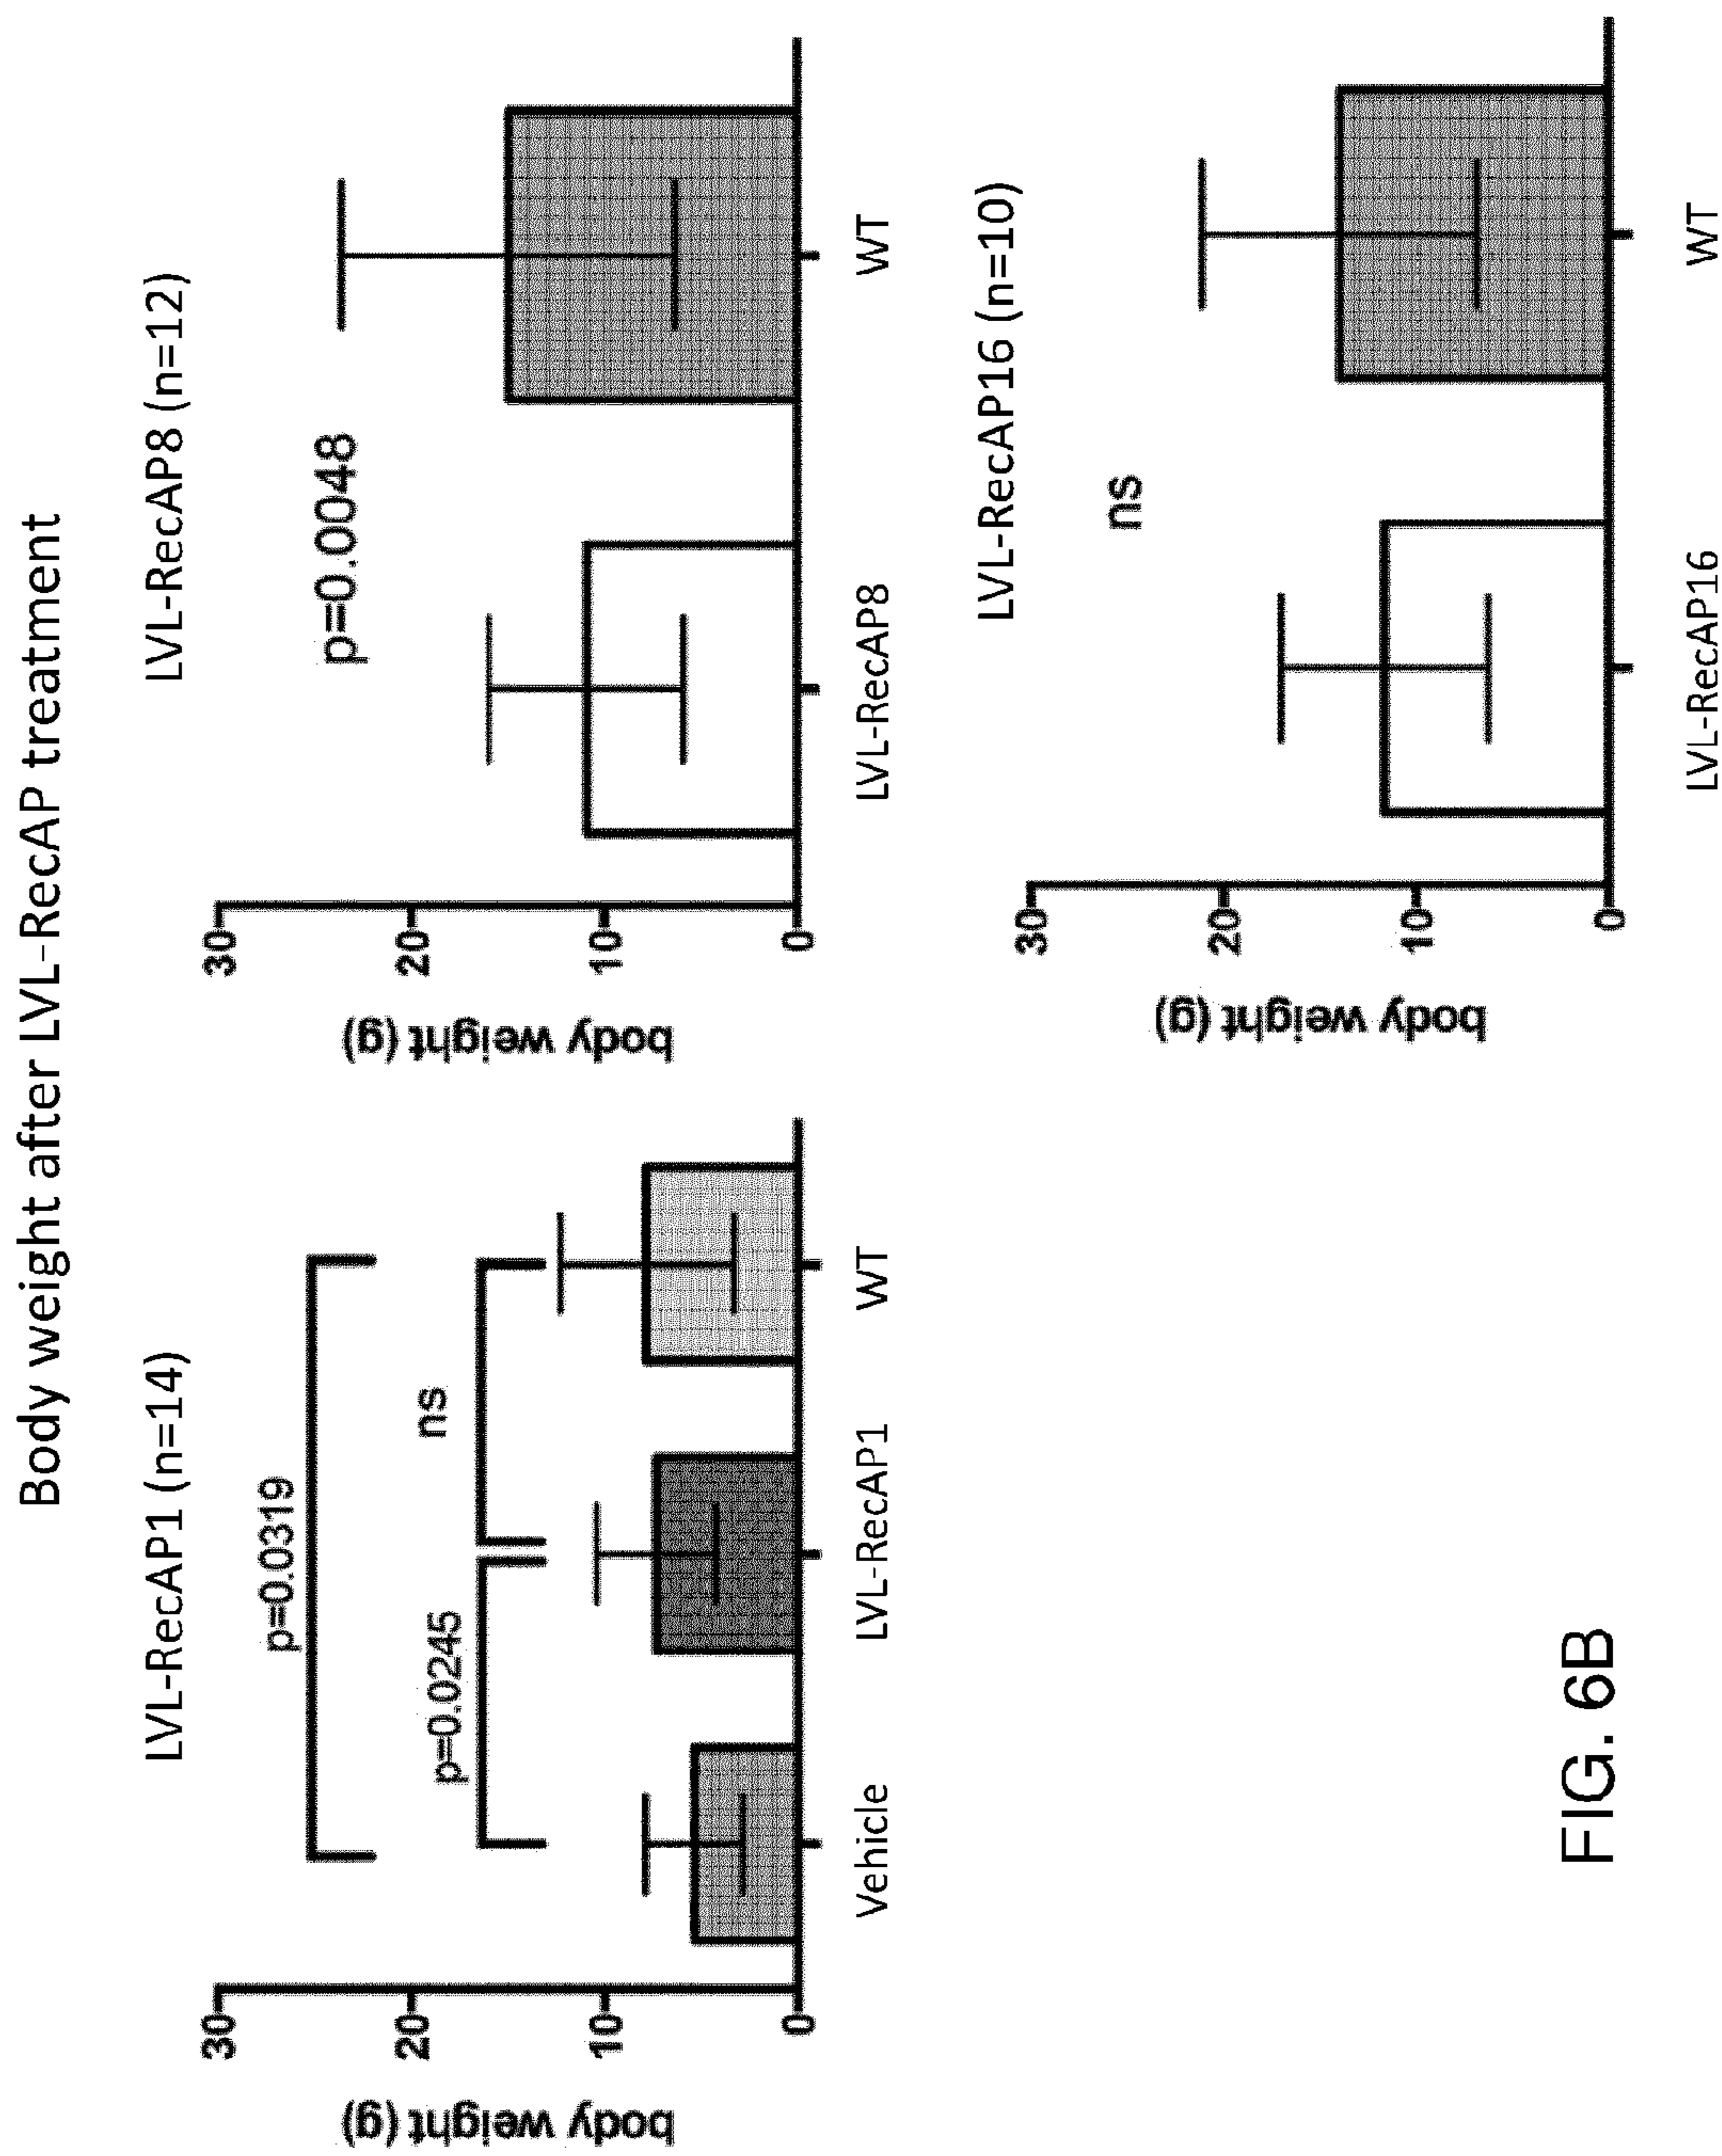 Body weight after LVL-RecAP treatment
LVL-RecAP1 (n=14)
p=0.0319
p=0.0245
ns
30
20
10
0
body weight (g)
Vehicle
LVL-RecAP1
WT
LVL-RecAP8 (n=12)
p=0.0048
30
20
10
0
body weight (g)
LVL-RecAP8
WT
LVL-RecAP16 (n=10)
ns
30
20
10
0
body weight (g)
LVL-RecAP16
WT
FIG. 6B